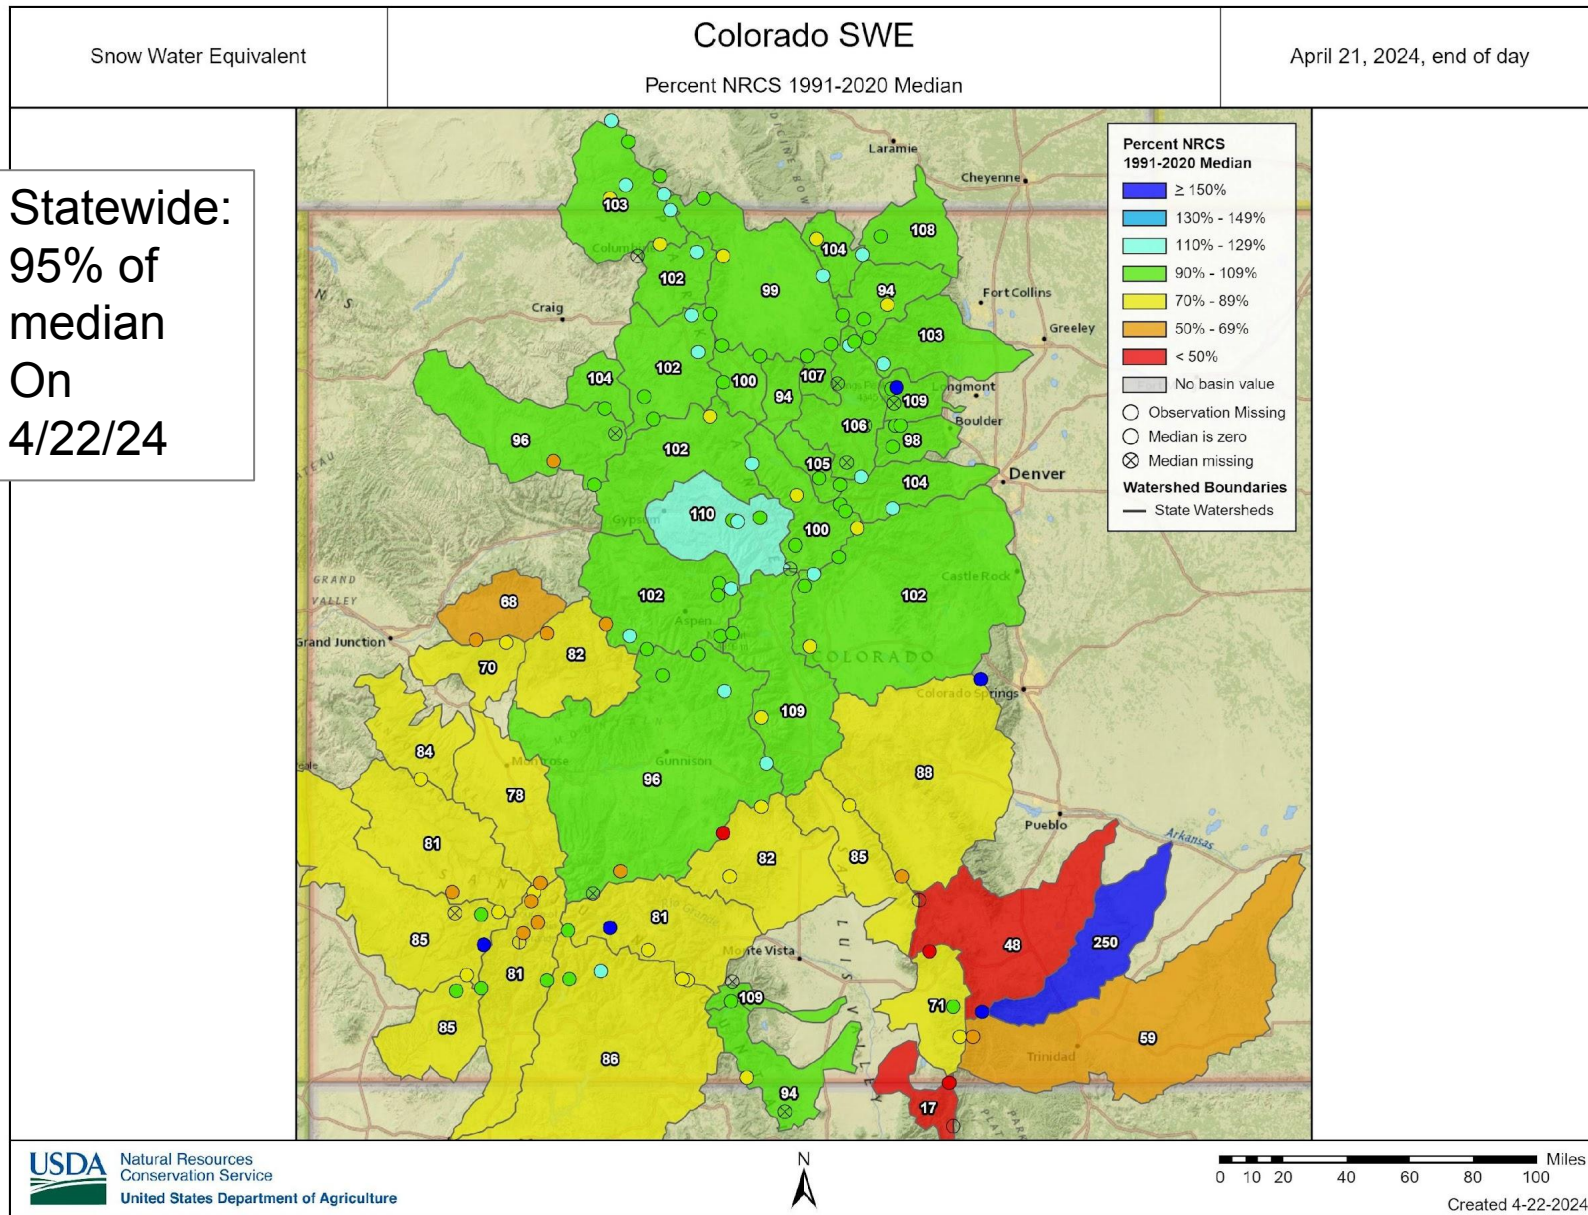 Snow Water Equivalent
Colorado SWE
Percent NRCS 1991-2020 Median
April 21, 2024, end of day
Statewide:
95% of
median
On
4/22/24
Percent NRCS
1991-2020 Median
≥ 150%
130% - 149%
110% - 129%
90% - 109%
70% - 89%
50% - 69%
< 50%
No basin value
Observation Missing
Median is zero
Median missing
Watershed Boundaries
State Watersheds
Laramie
Cheyenne
103
108
104
102
99
94
Fort Collins
Craig
Greeley
103
102
104
100
107
94
Longmont
109
106
Boulder
96
102
98
105
104
Denver
110
Gypsum
100
GRAND
VALLEY
68
102
102
Castle Rock
Aspen
Grand Junction
82
70
COLORADO
Colorado Springs
109
84
Montrose
Gunnison
96
88
78
Pueblo
Arkansas
81
82
85
81
85
Monte Vista
48
250
81
109
71
85
86
59
Trinidad
94
17
SAN
LUIS
VALLEY
USDA
Natural Resources
Conservation Service
United States Department of Agriculture
N
Miles
0 10 20 40 60 80 100
Created 4-22-2024